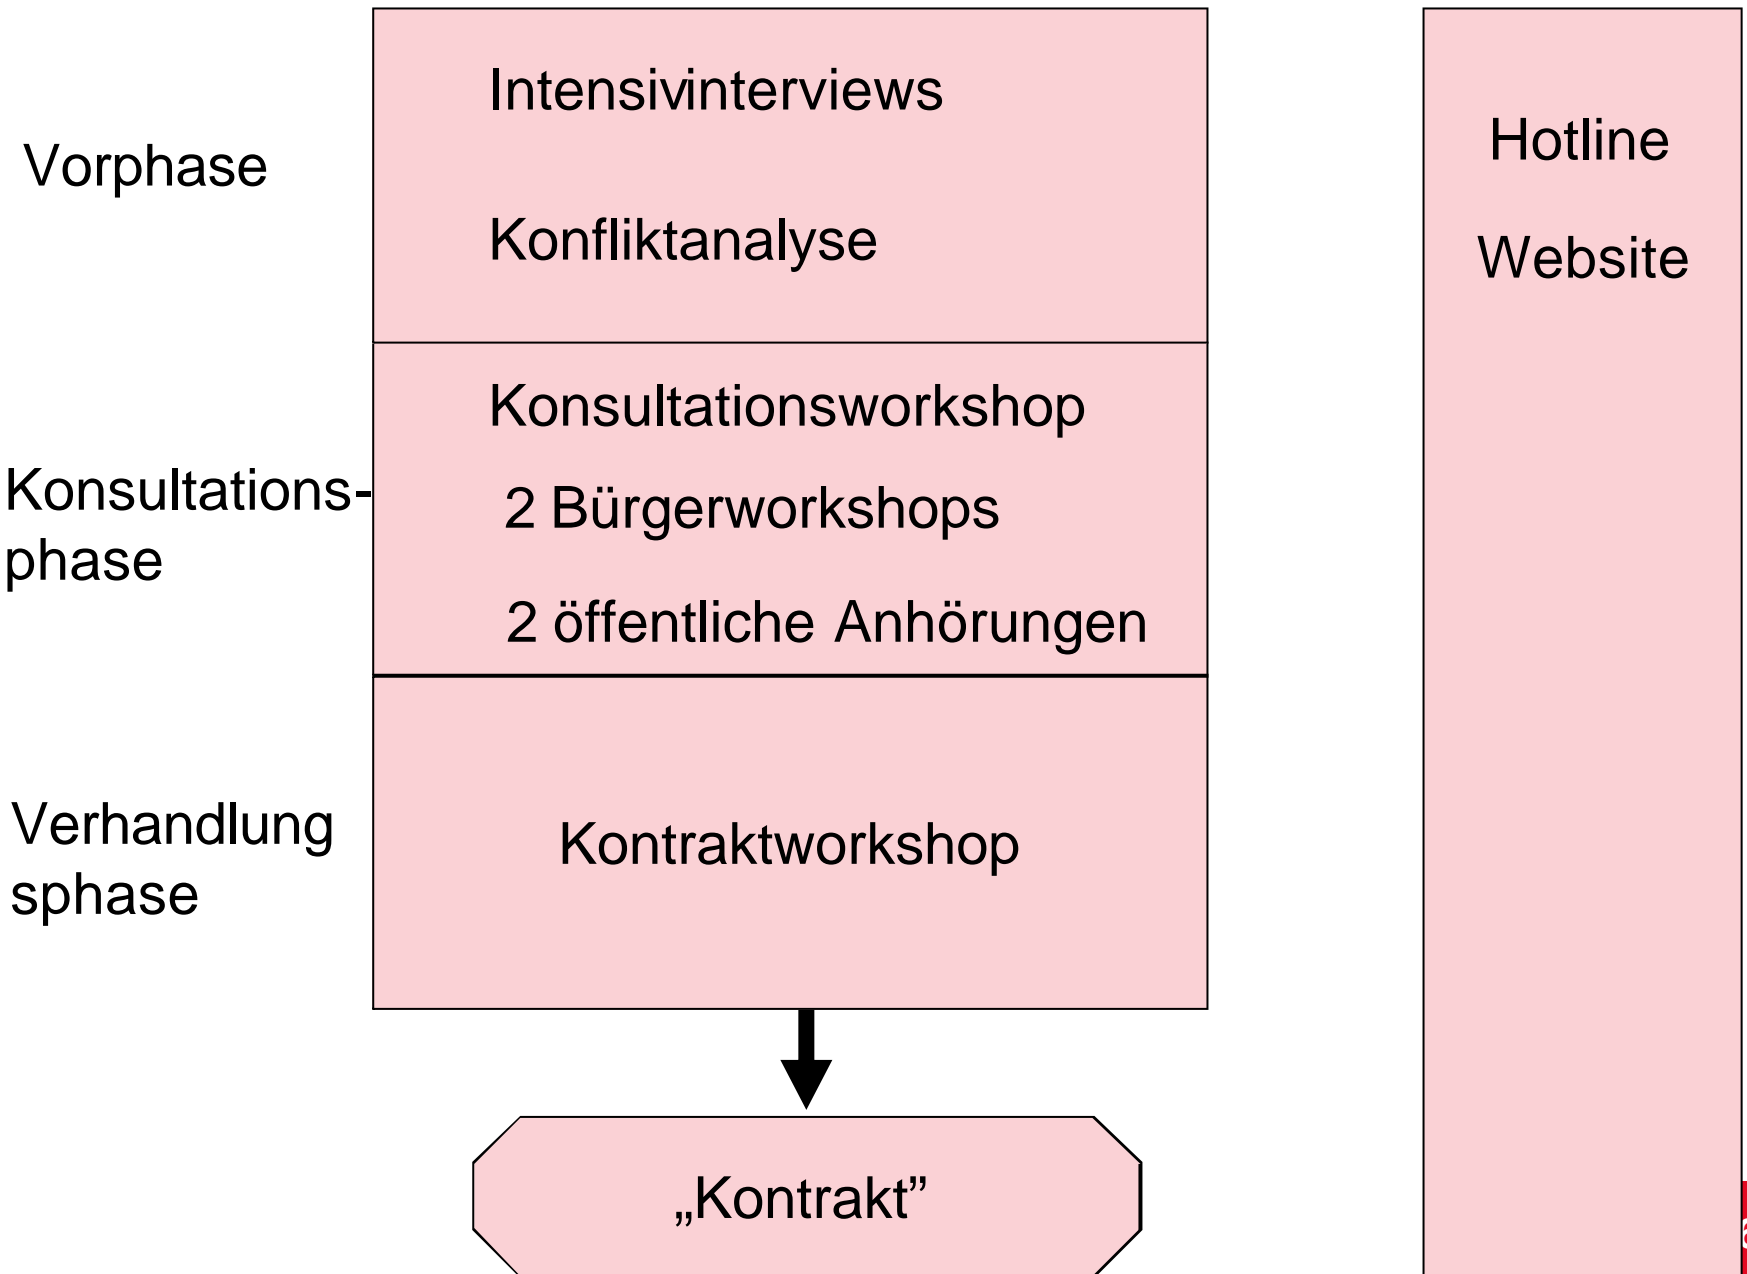 Vorphase
Intensivinterviews
Konfliktanalyse
Konsultations-
phase
Konsultationsworkshop
2 Bürgerworkshops
2 öffentliche Anhörungen
Verhandlung
sphase
Kontraktworkshop
„Kontrakt”
Hotline
Website